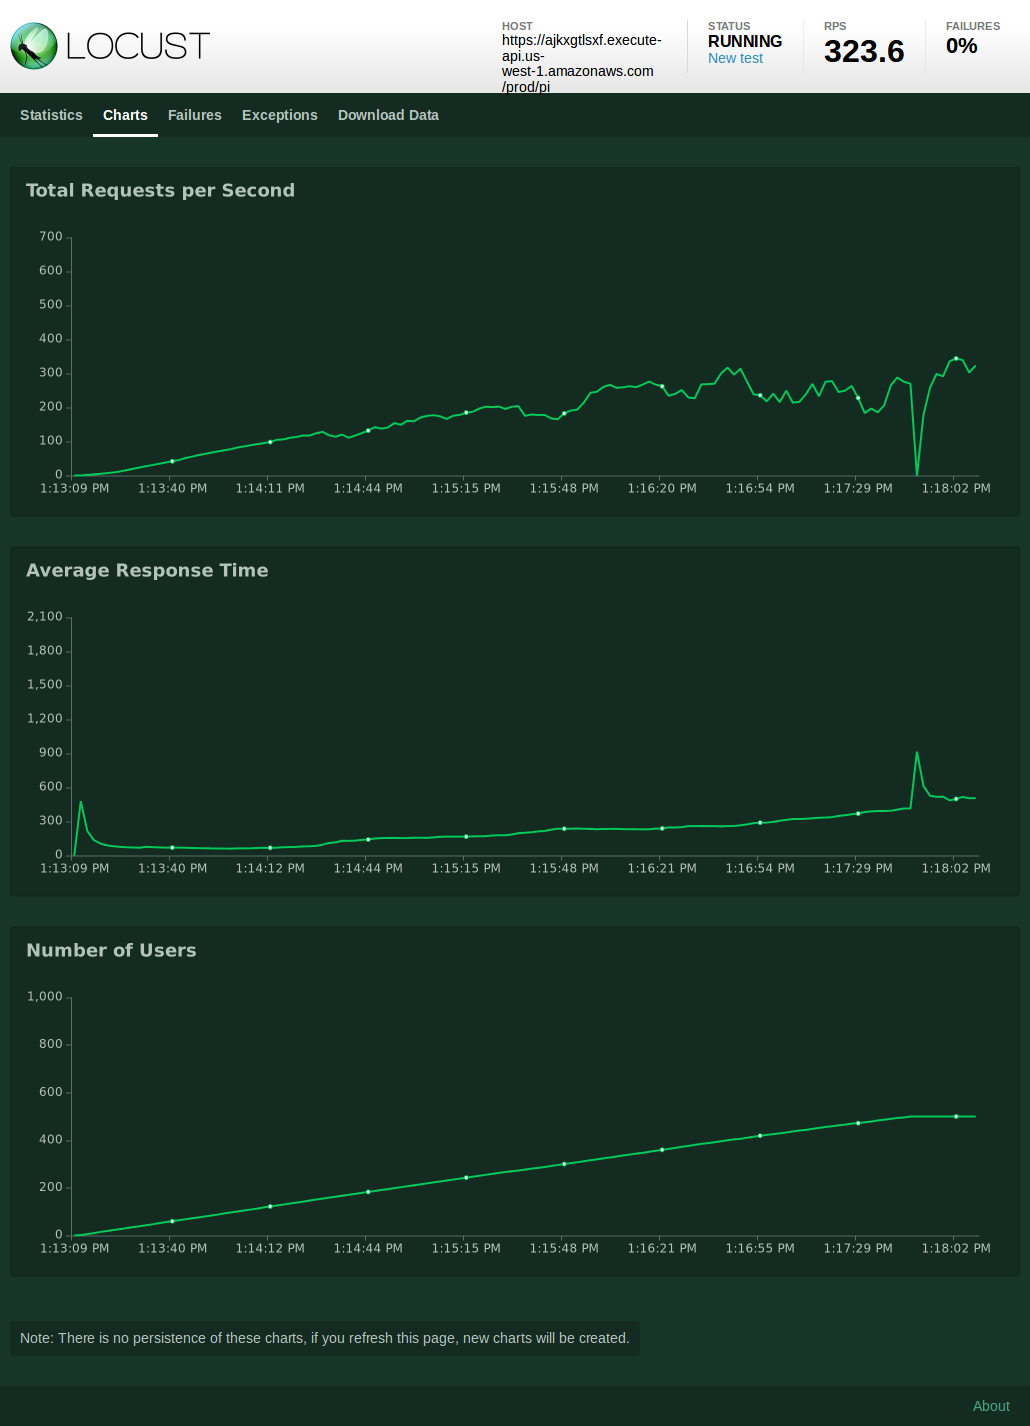 LOCUST
HOST
https://ajkxgtlsxf.execute-
api.us-
west-1.amazonaws.com
/prod/pi
STATUS
RUNNING
New test
RPS
323.6
FAILURES
0%
Statistics Charts Failures Exceptions Download Data
Total Requests per Second
700
600
500
400
300
200
100
0
1:13:09 PM 1:13:40 PM 1:14:11 PM 1:14:44 PM 1:15:15 PM 1:15:48 PM 1:16:20 PM 1:16:54 PM 1:17:29 PM 1:18:02 PM
Average Response Time
2,100
1,800
1,500
1,200
900
600
300
0
1:13:09 PM 1:13:40 PM 1:14:12 PM 1:14:44 PM 1:15:15 PM 1:15:48 PM 1:16:21 PM 1:16:54 PM 1:17:29 PM 1:18:02 PM
Number of Users
1,000
800
600
400
200
0
1:13:09 PM 1:13:40 PM 1:14:12 PM 1:14:44 PM 1:15:15 PM 1:15:48 PM 1:16:21 PM 1:16:55 PM 1:17:29 PM 1:18:02 PM
Note: There is no persistence of these charts, if you refresh this page, new charts will be created.
About